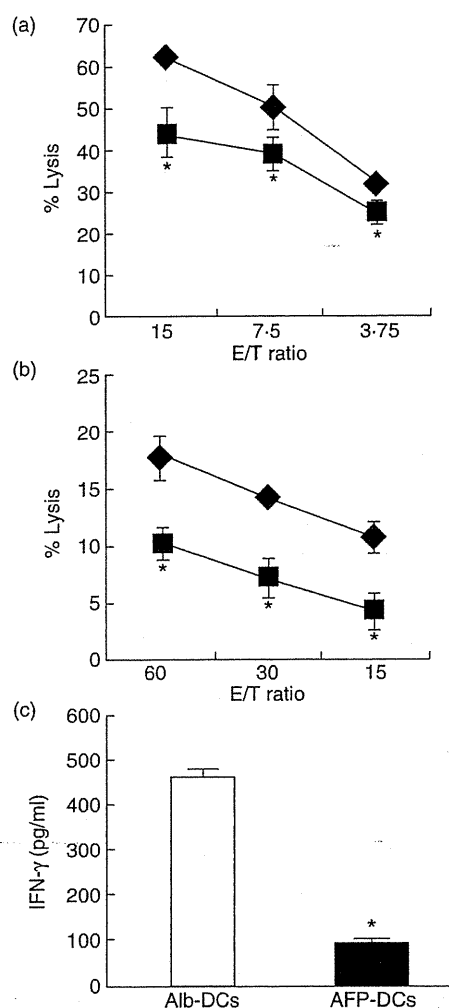 (a)
% Lysis
70
60
50
40
30
20
10
0
*
*
*
15 7·5 3·75
E/T ratio
(b)
% Lysis
25
20
15
10
5
0
*
*
*
60 30 15
E/T ratio
(c)
IFN-γ (pg/ml)
600
500
400
300
200
100
0
*
Alb-DCs AFP-DCs